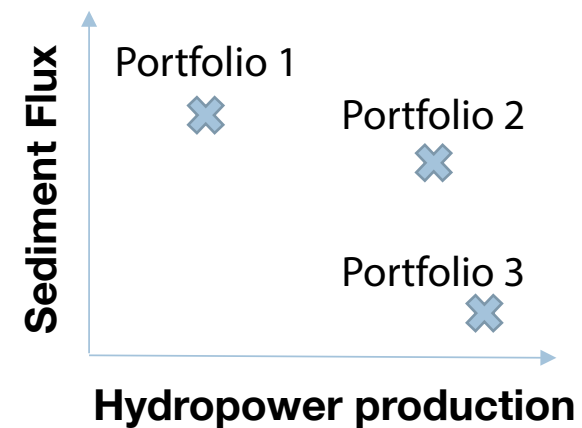 Portfolio 1
Portfolio 2
Portfolio 3
Sediment Flux
Hydropower production